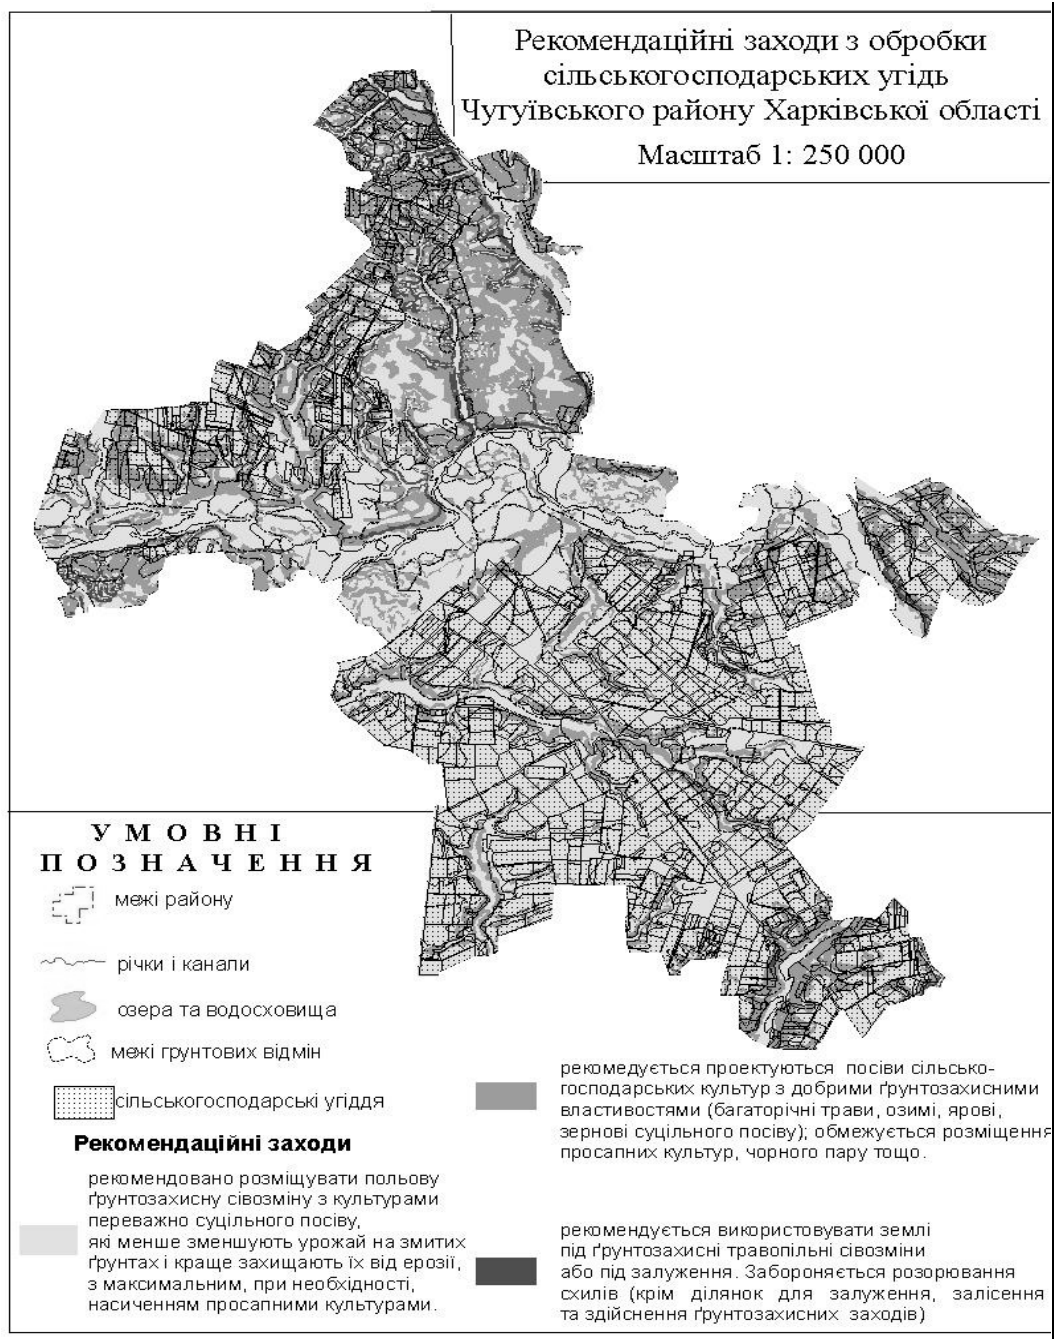 Рекомендаційні заходи з обробки
сільськогосподарських угідь
Чугуївського району Харківської області
Масштаб 1: 250 000
УМОВНІ
ПОЗНАЧЕННЯ
межі району
річки і канали
озера та водосховища
межі грунтових відмін
сільськогосподарські угіддя
Рекомендаційні заходи
рекомендовано розміщувати польову
ґрунтозахисну сівозміну з культурами
переважно суцільного посіву,
які менше зменшують урожай на змитих
ґрунтах і краще захищають їх від ерозії,
з максимальним, при необхідності,
насиченням просапними культурами.
рекомедується проектуються посіви сільсько-
господарських культур з добрими ґрунтозахисними
властивостями (багаторічні трави, озимі, ярові,
зернові суцільного посіву); обмежується розміщення
просапних культур, чорного пару тощо.
рекомендується використовувати землі
під ґрунтозахисні травопільні сівозміни
або під залуження. Забороняється розорювання
схилів (крім ділянок для залуження, залісення
та здійснення ґрунтозахисних заходів)